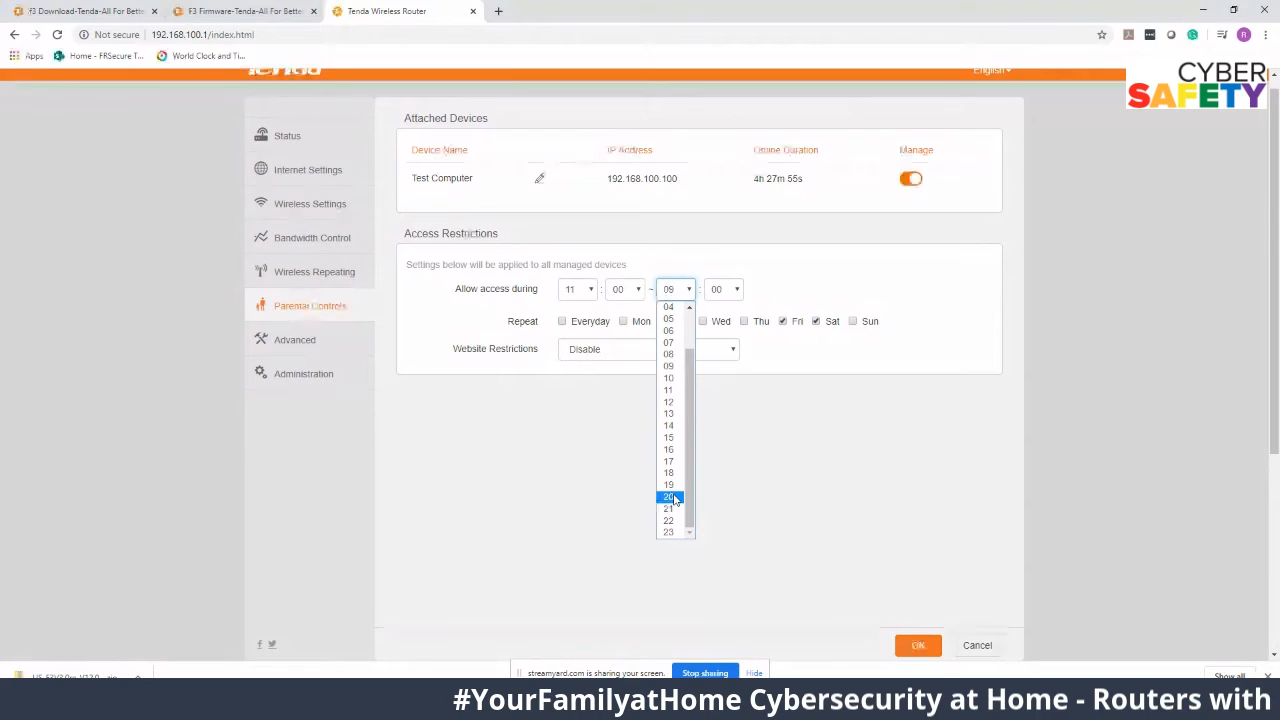 f3 Download-Tenda-All For Bette
F3 Firmware-Tenda-All For Bette
Tenda Wireless Router
Not secure | 192.168.100.1/index.html
R
Apps
Home - FRSecure T...
World Clock and Ti...
CYBER
SAFETY
Tenda
English
Status
Internet Settings
Wireless Settings
Bandwidth Control
Wireless Repeating
Parental Controls
Advanced
Administration
Attached Devices
Device Name IP Address Online Duration Manage
Test Computer 192.168.100.100 4h 27m 55s
Access Restrictions
Settings below will be applied to all managed devices
Allow access during 11 : 00 ~ 09 : 00
Repeat Everyday Mon Wed Thu Fri Sat Sun
Website Restrictions Disable
04
05
06
07
08
09
10
11
12
13
14
15
16
17
18
19
20
21
22
23
OK Cancel
streamyard.com is sharing your screen. Stop sharing Hide
Show all
#YourFamilyatHome Cybersecurity at Home - Routers with